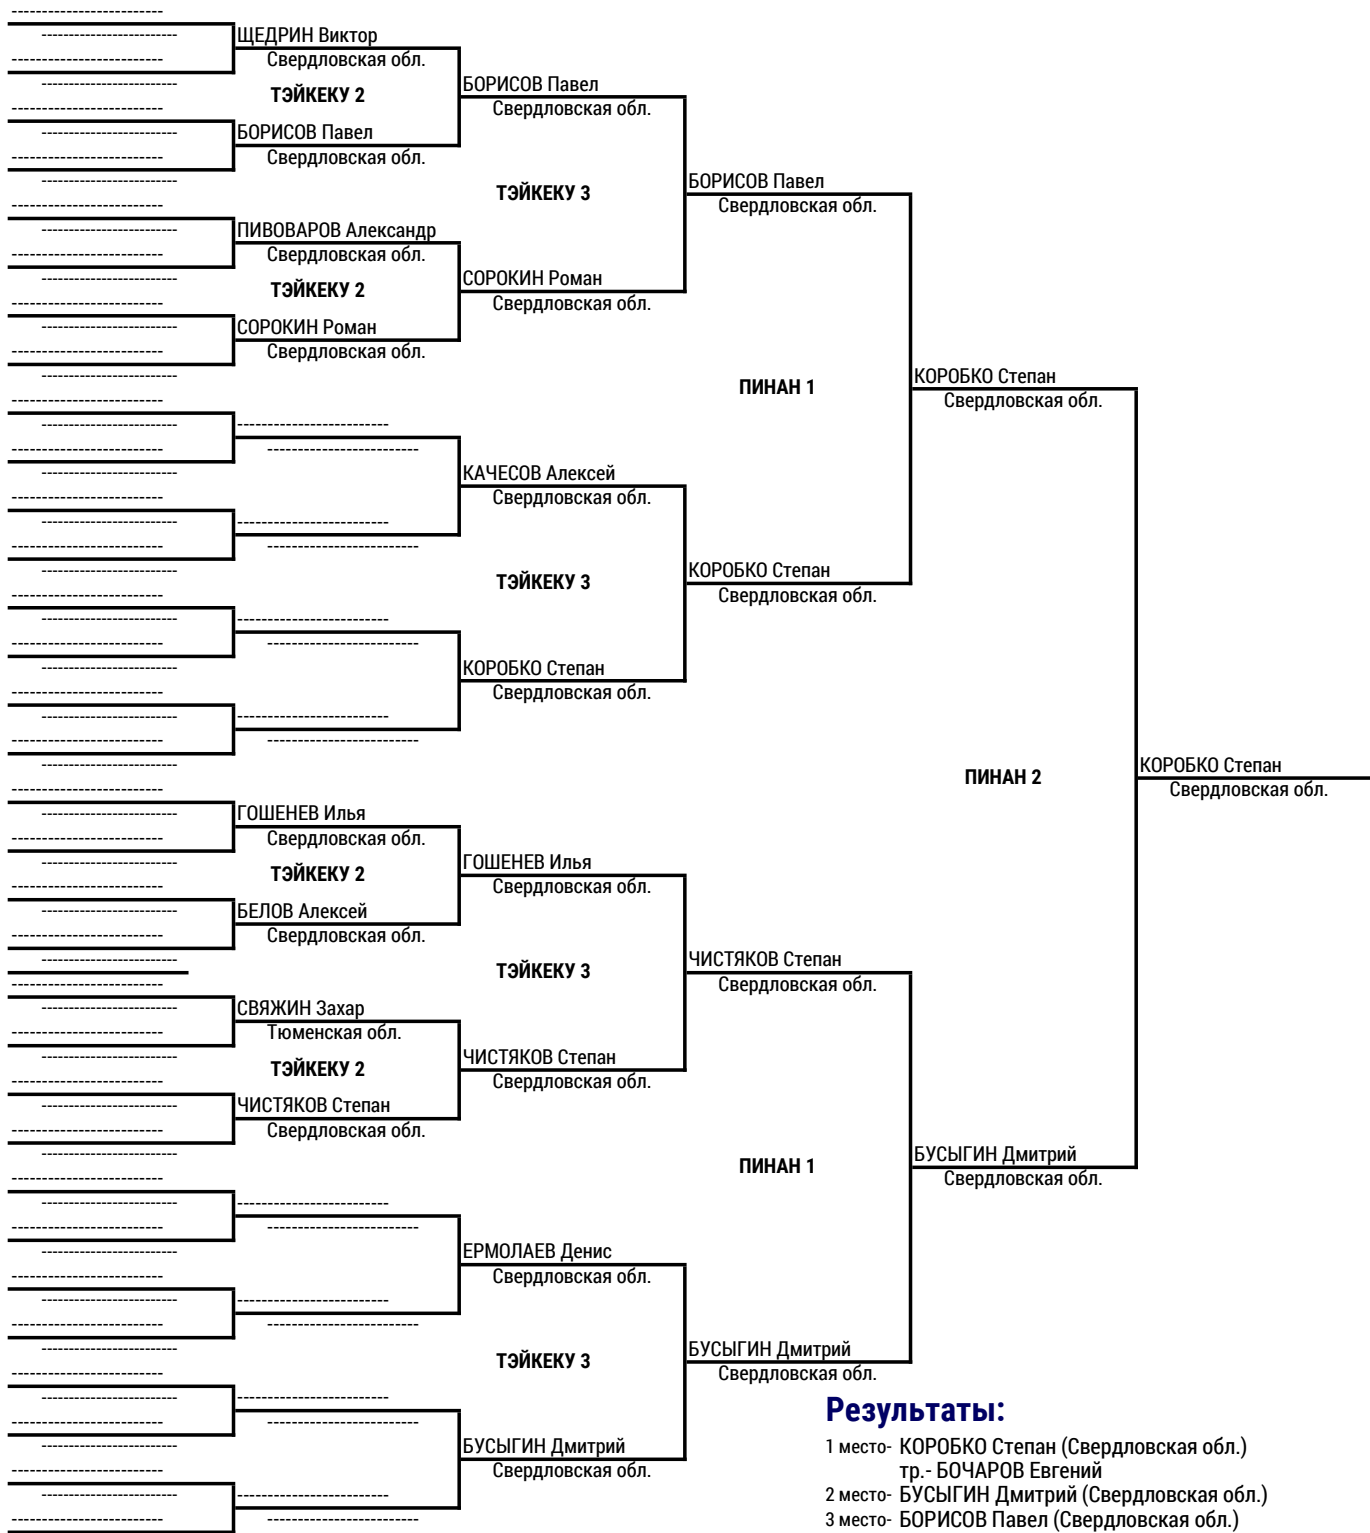 ЩЕДРИН Виктор
Свердловская обл.
ТЭЙКЕКУ 2
БОРИСОВ Павел
Свердловская обл.
БОРИСОВ Павел
Свердловская обл.
ТЭЙКЕКУ 3
БОРИСОВ Павел
Свердловская обл.
ПИВОВАРОВ Александр
Свердловская обл.
ТЭЙКЕКУ 2
СОРОКИН Роман
Свердловская обл.
СОРОКИН Роман
Свердловская обл.
ПИНАН 1
КОРОБКО Степан
Свердловская обл.
КАЧЕСОВ Алексей
Свердловская обл.
ТЭЙКЕКУ 3
КОРОБКО Степан
Свердловская обл.
КОРОБКО Степан
Свердловская обл.
ПИНАН 2
КОРОБКО Степан
Свердловская обл.
ГОШЕНЕВ Илья
Свердловская обл.
ТЭЙКЕКУ 2
ГОШЕНЕВ Илья
Свердловская обл.
БЕЛОВ Алексей
Свердловская обл.
ТЭЙКЕКУ 3
ЧИСТЯКОВ Степан
Свердловская обл.
СВЯЖИН Захар
Тюменская обл.
ТЭЙКЕКУ 2
ЧИСТЯКОВ Степан
Свердловская обл.
ЧИСТЯКОВ Степан
Свердловская обл.
ПИНАН 1
БУСЫГИН Дмитрий
Свердловская обл.
ЕРМОЛАЕВ Денис
Свердловская обл.
ТЭЙКЕКУ 3
БУСЫГИН Дмитрий
Свердловская обл.
БУСЫГИН Дмитрий
Свердловская обл.
Результаты:
1 место- КОРОБКО Степан (Свердловская обл.)
тр.- БОЧАРОВ Евгений
2 место- БУСЫГИН Дмитрий (Свердловская обл.)
3 место- БОРИСОВ Павел (Свердловская обл.)